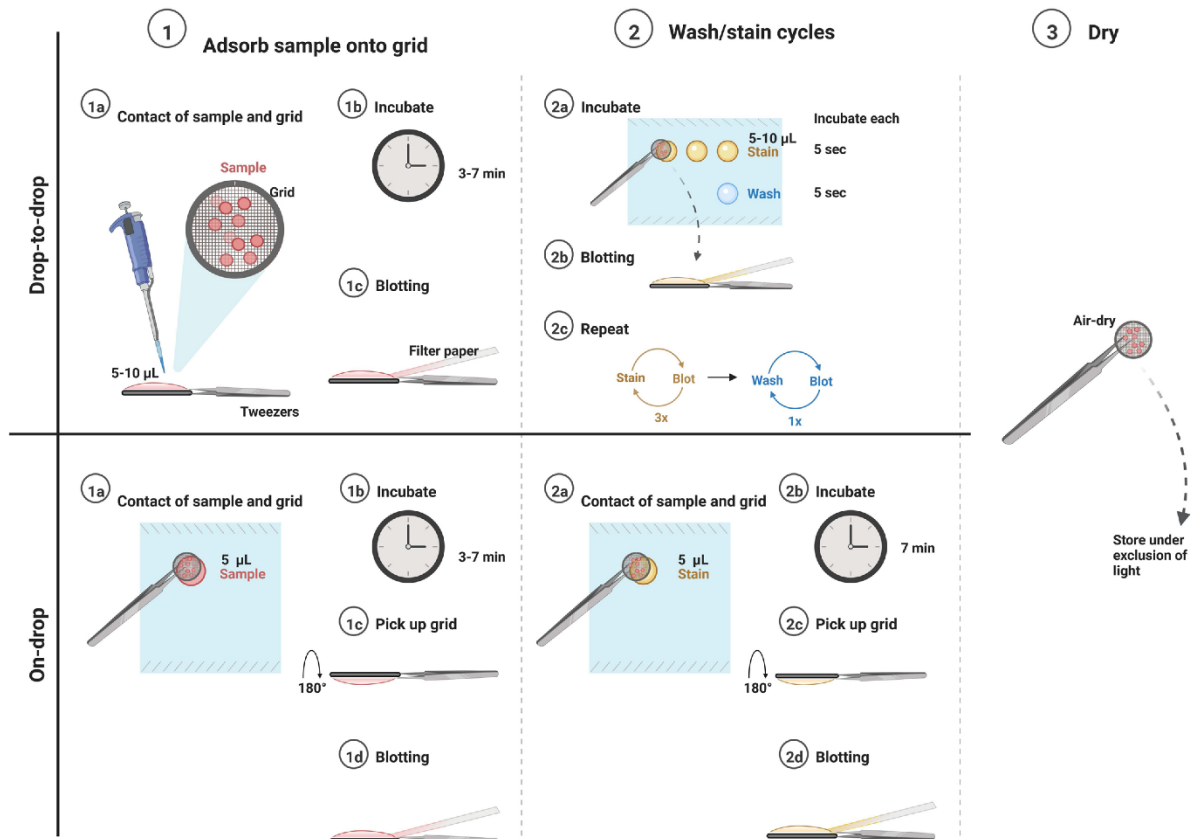 1
Adsorb sample onto grid
2
Wash/stain cycles
3
Dry
Drop-to-drop
1a
Contact of sample and grid
Sample
Grid
5-10 µL
Tweezers
1b
Incubate
3-7 min
1c
Blotting
Filter paper
2a
Incubate
Incubate each
5-10 µL
Stain
5 sec
Wash
5 sec
2b
Blotting
2c
Repeat
Stain
Blot
3x
Wash
Blot
1x
Air-dry
Store under
exclusion of
light
On-drop
1a
Contact of sample and grid
5 µL
Sample
1b
Incubate
3-7 min
1c
Pick up grid
180°
1d
Blotting
2a
Contact of sample and grid
5 µL
Stain
2b
Incubate
7 min
2c
Pick up grid
180°
2d
Blotting